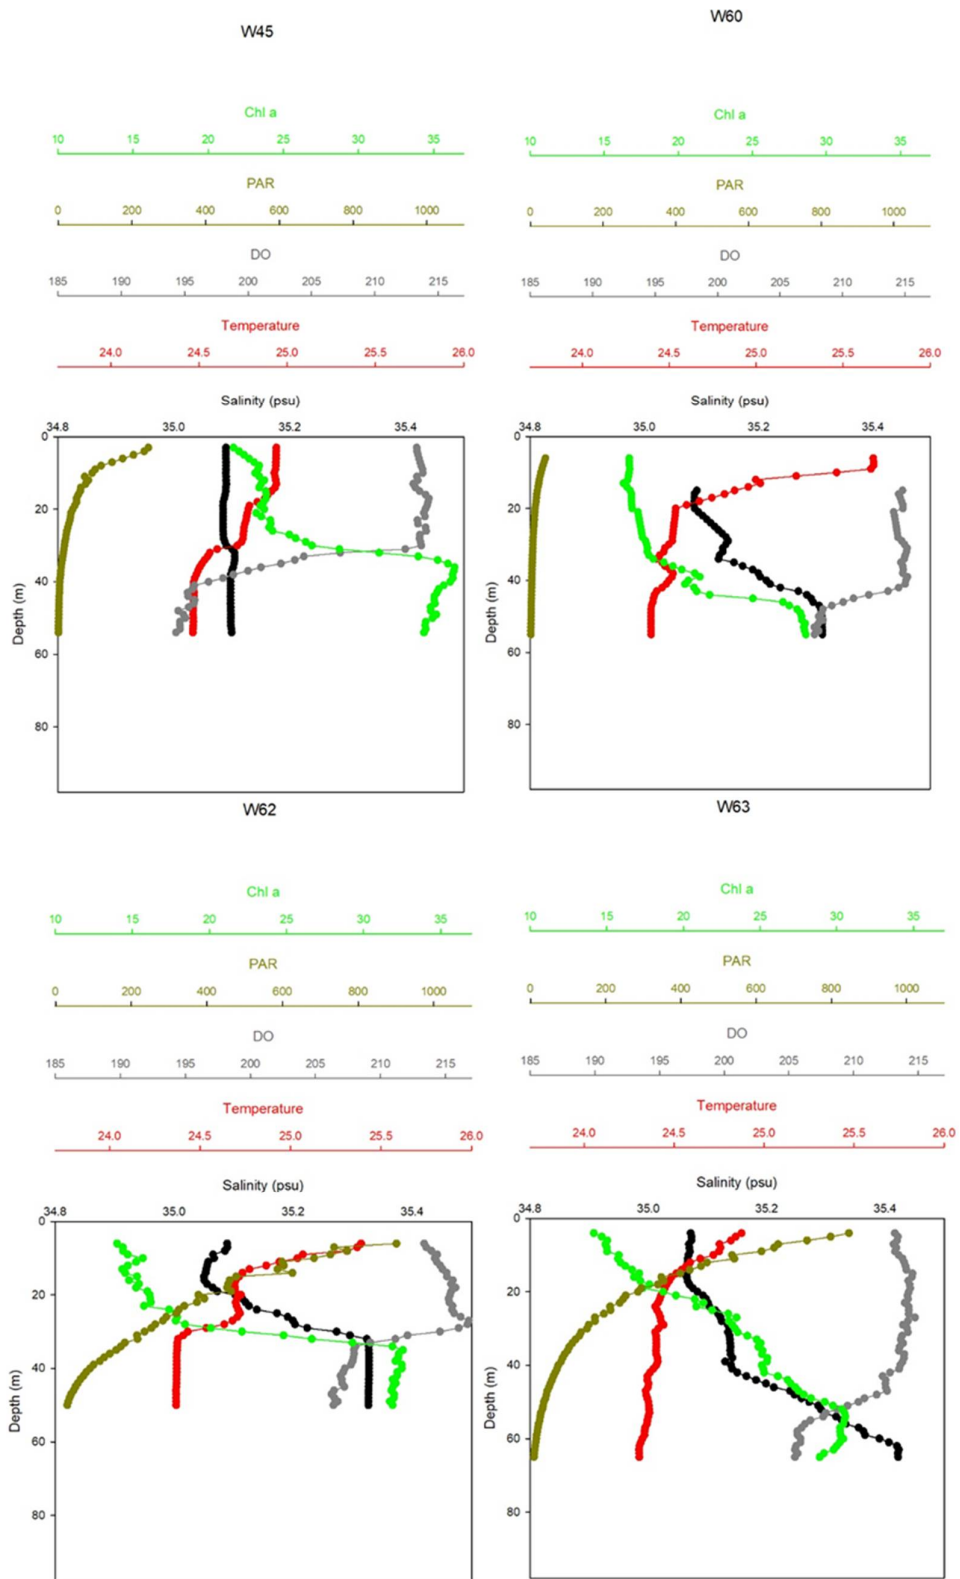 W45
Chl a
10 15 20 25 30 35
PAR
0 200 400 600 800 1000
DO
185 190 195 200 205 210 215
Temperature
24.0 24.5 25.0 25.5 26.0
Salinity (psu)
34.8 35.0 35.2 35.4
0
20
40
60
80
Depth (m)
W60
Chl a
10 15 20 25 30 35
PAR
0 200 400 600 800 1000
DO
185 190 195 200 205 210 215
Temperature
24.0 24.5 25.0 25.5 26.0
Salinity (psu)
34.8 35.0 35.2 35.4
0
20
40
60
80
Depth (m)
W62
Chl a
10 15 20 25 30 35
PAR
0 200 400 600 800 1000
DO
185 190 195 200 205 210 215
Temperature
24.0 24.5 25.0 25.5 26.0
Salinity (psu)
34.8 35.0 35.2 35.4
0
20
40
60
80
Depth (m)
W63
Chl a
10 15 20 25 30 35
PAR
0 200 400 600 800 1000
DO
185 190 195 200 205 210 215
Temperature
24.0 24.5 25.0 25.5 26.0
Salinity (psu)
34.8 35.0 35.2 35.4
0
20
40
60
80
Depth (m)